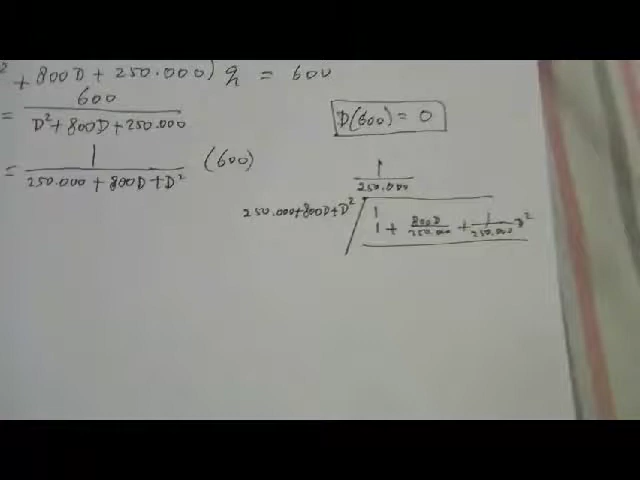 ² + 800D + 250.000) q = 600
= 600 / D² + 800D + 250.000
D(600) = 0
= 1 / 250.000 + 800D + D² (600)
1 / 250.000
250.000 + 800D + D² / 1
1 + 800D / 250.000 + 1 / 250.000 D²